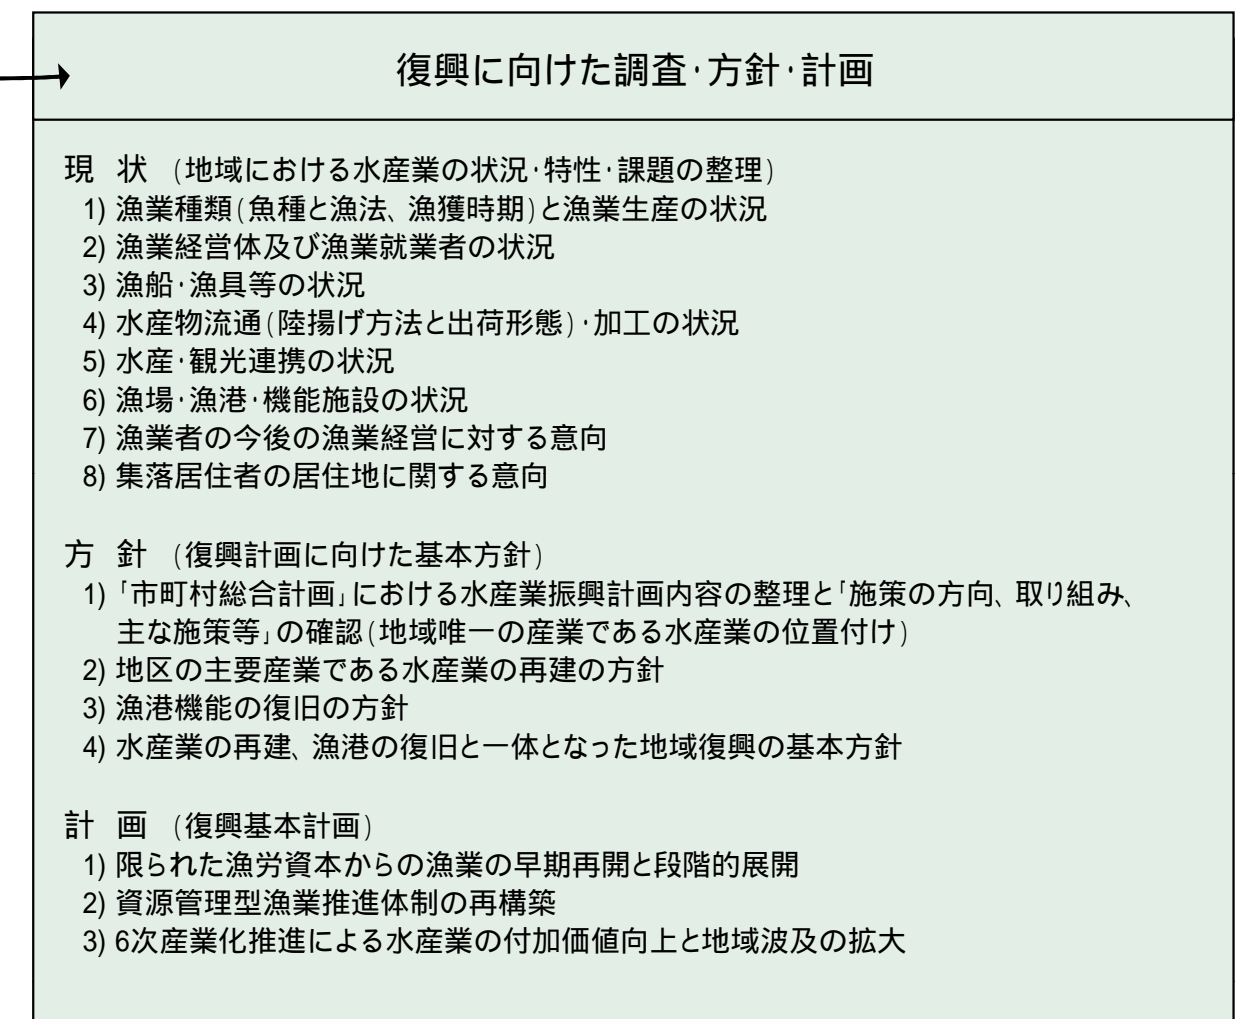 復興に向けた調査・方針・計画
現 状 (地域における水産業の状況・特性・課題の整理)
1) 漁業種類(魚種と漁法、漁獲時期)と漁業生産の状況
2) 漁業経営体及び漁業就業者の状況
3) 漁船・漁具等の状況
4) 水産物流通(陸揚げ方法と出荷形態)・加工の状況
5) 水産・観光連携の状況
6) 漁場・漁港・機能施設の状況
7) 漁業者の今後の漁業経営に対する意向
8) 集落居住者の居住地に関する意向
方 針 (復興計画に向けた基本方針)
1) 「市町村総合計画」における水産業振興計画内容の整理と「施策の方向、取り組み、
主な施策等」の確認(地域唯一の産業である水産業の位置付け)
2) 地区の主要産業である水産業の再建の方針
3) 漁港機能の復旧の方針
4) 水産業の再建、漁港の復旧と一体となった地域復興の基本方針
計 画 (復興基本計画)
1) 限られた漁労資本からの漁業の早期再開と段階的展開
2) 資源管理型漁業推進体制の再構築
3) 6次産業化推進による水産業の付加価値向上と地域波及の拡大